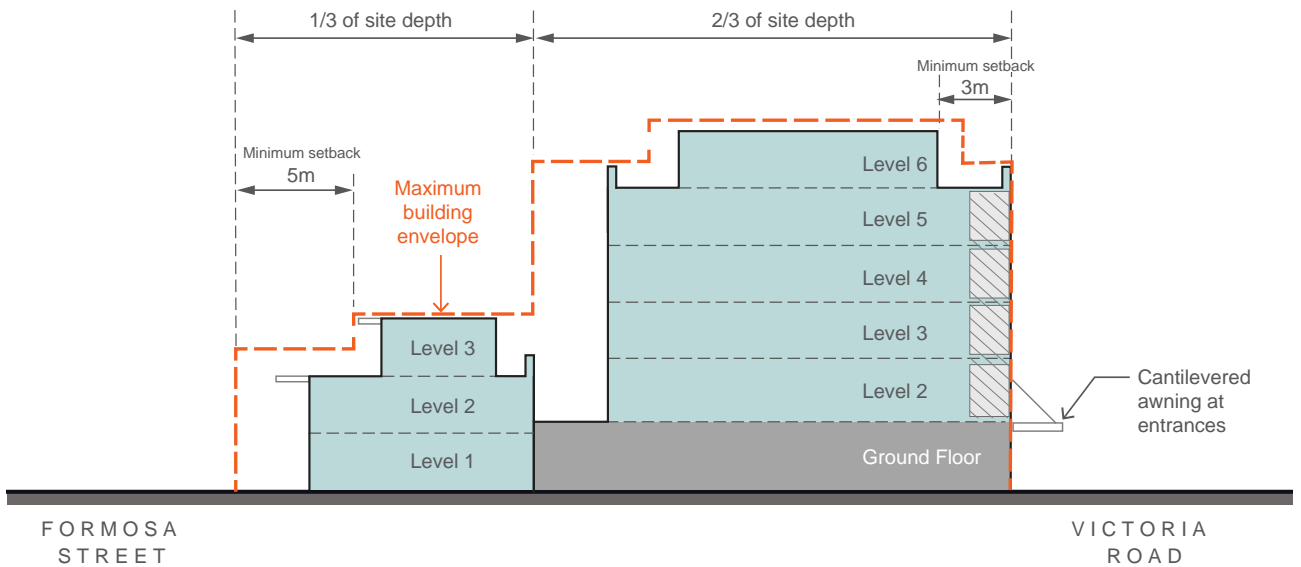 1/3 of site depth
2/3 of site depth
Minimum setback
3m
Minimum setback
5m
Maximum
building
envelope
Level 6
Level 5
Level 4
Level 3
Level 2
Level 3
Level 2
Level 1
Ground Floor
Cantilevered
awning at
entrances
FORMOSA
STREET
VICTORIA
ROAD